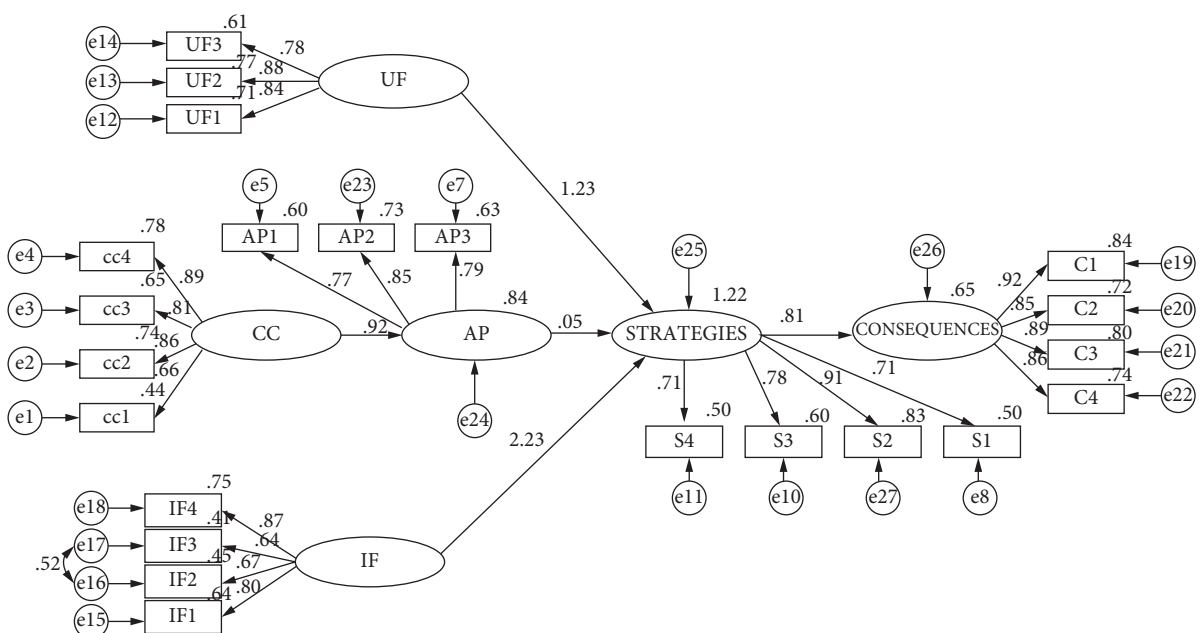 .61
e14
UF3
.78
.77
e13
UF2
.88
UF
.71
.84
e12
UF1
1.23
e5
e23
e7
.60
.73
.63
AP1
AP2
AP3
.77
.85
.79
.78
e4
cc4
.89
.65
e3
cc3
.81
.74
e2
cc2
.86
.66
.44
e1
cc1
CC
.92
.84
AP
e24
.05
e25
1.22
STRATEGIES
.81
e26
.65
CONSEQUENCES
.84
C1
e19
.92
.72
.85
C2
e20
.89
.80
C3
e21
.86
.74
C4
e22
.71
.78
.91
.71
.50
.60
.83
.50
S4
S3
S2
S1
e11
e10
e27
e8
2.23
.75
e18
IF4
.87
.41
e17
IF3
.64
.52
.45
.67
e16
IF2
IF
.64
.80
e15
IF1